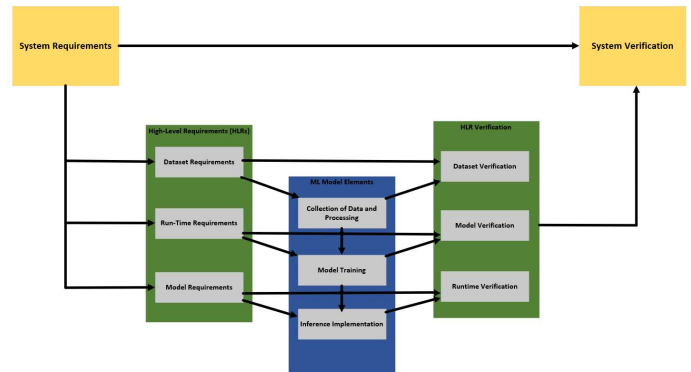 System Requirements
System Verification
High-Level Requirements (HLRs)
HLR Verification
Dataset Requirements
Dataset Verification
ML Model Elements
Collection of Data and
Processing
Run-Time Requirements
Model Verification
Model Training
Model Requirements
Runtime Verification
Inference Implementation